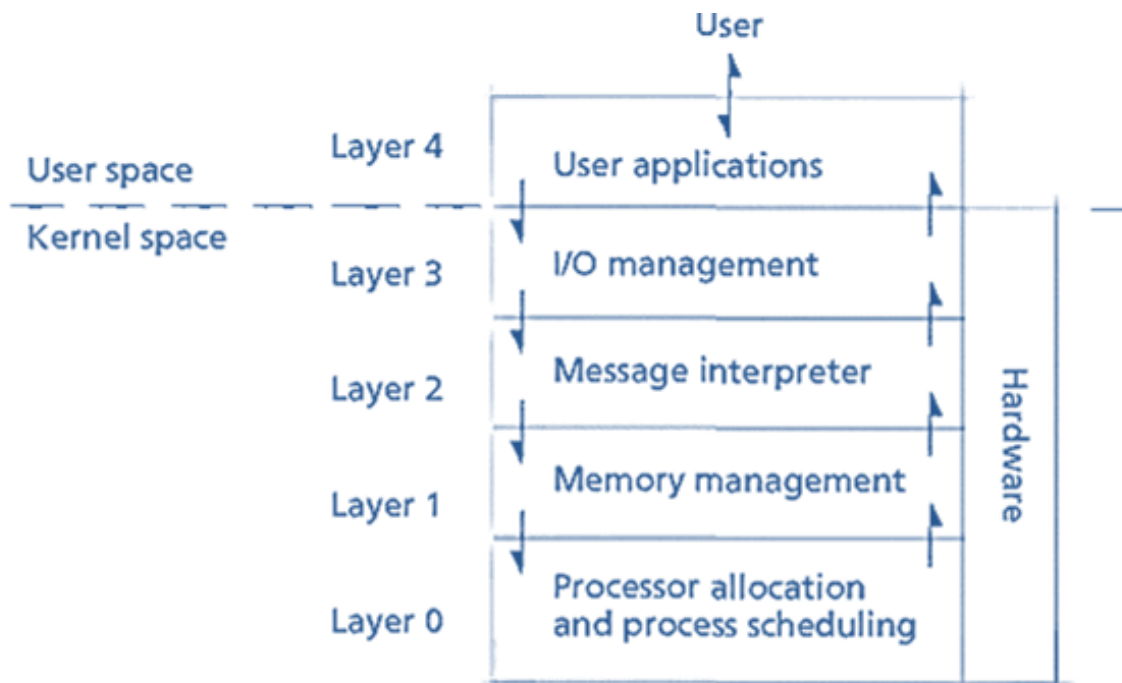 User
Layer 4
User applications
User space
Kernel space
Layer 3
I/O management
Layer 2
Message interpreter
Hardware
Layer 1
Memory management
Layer 0
Processor allocation
and process scheduling